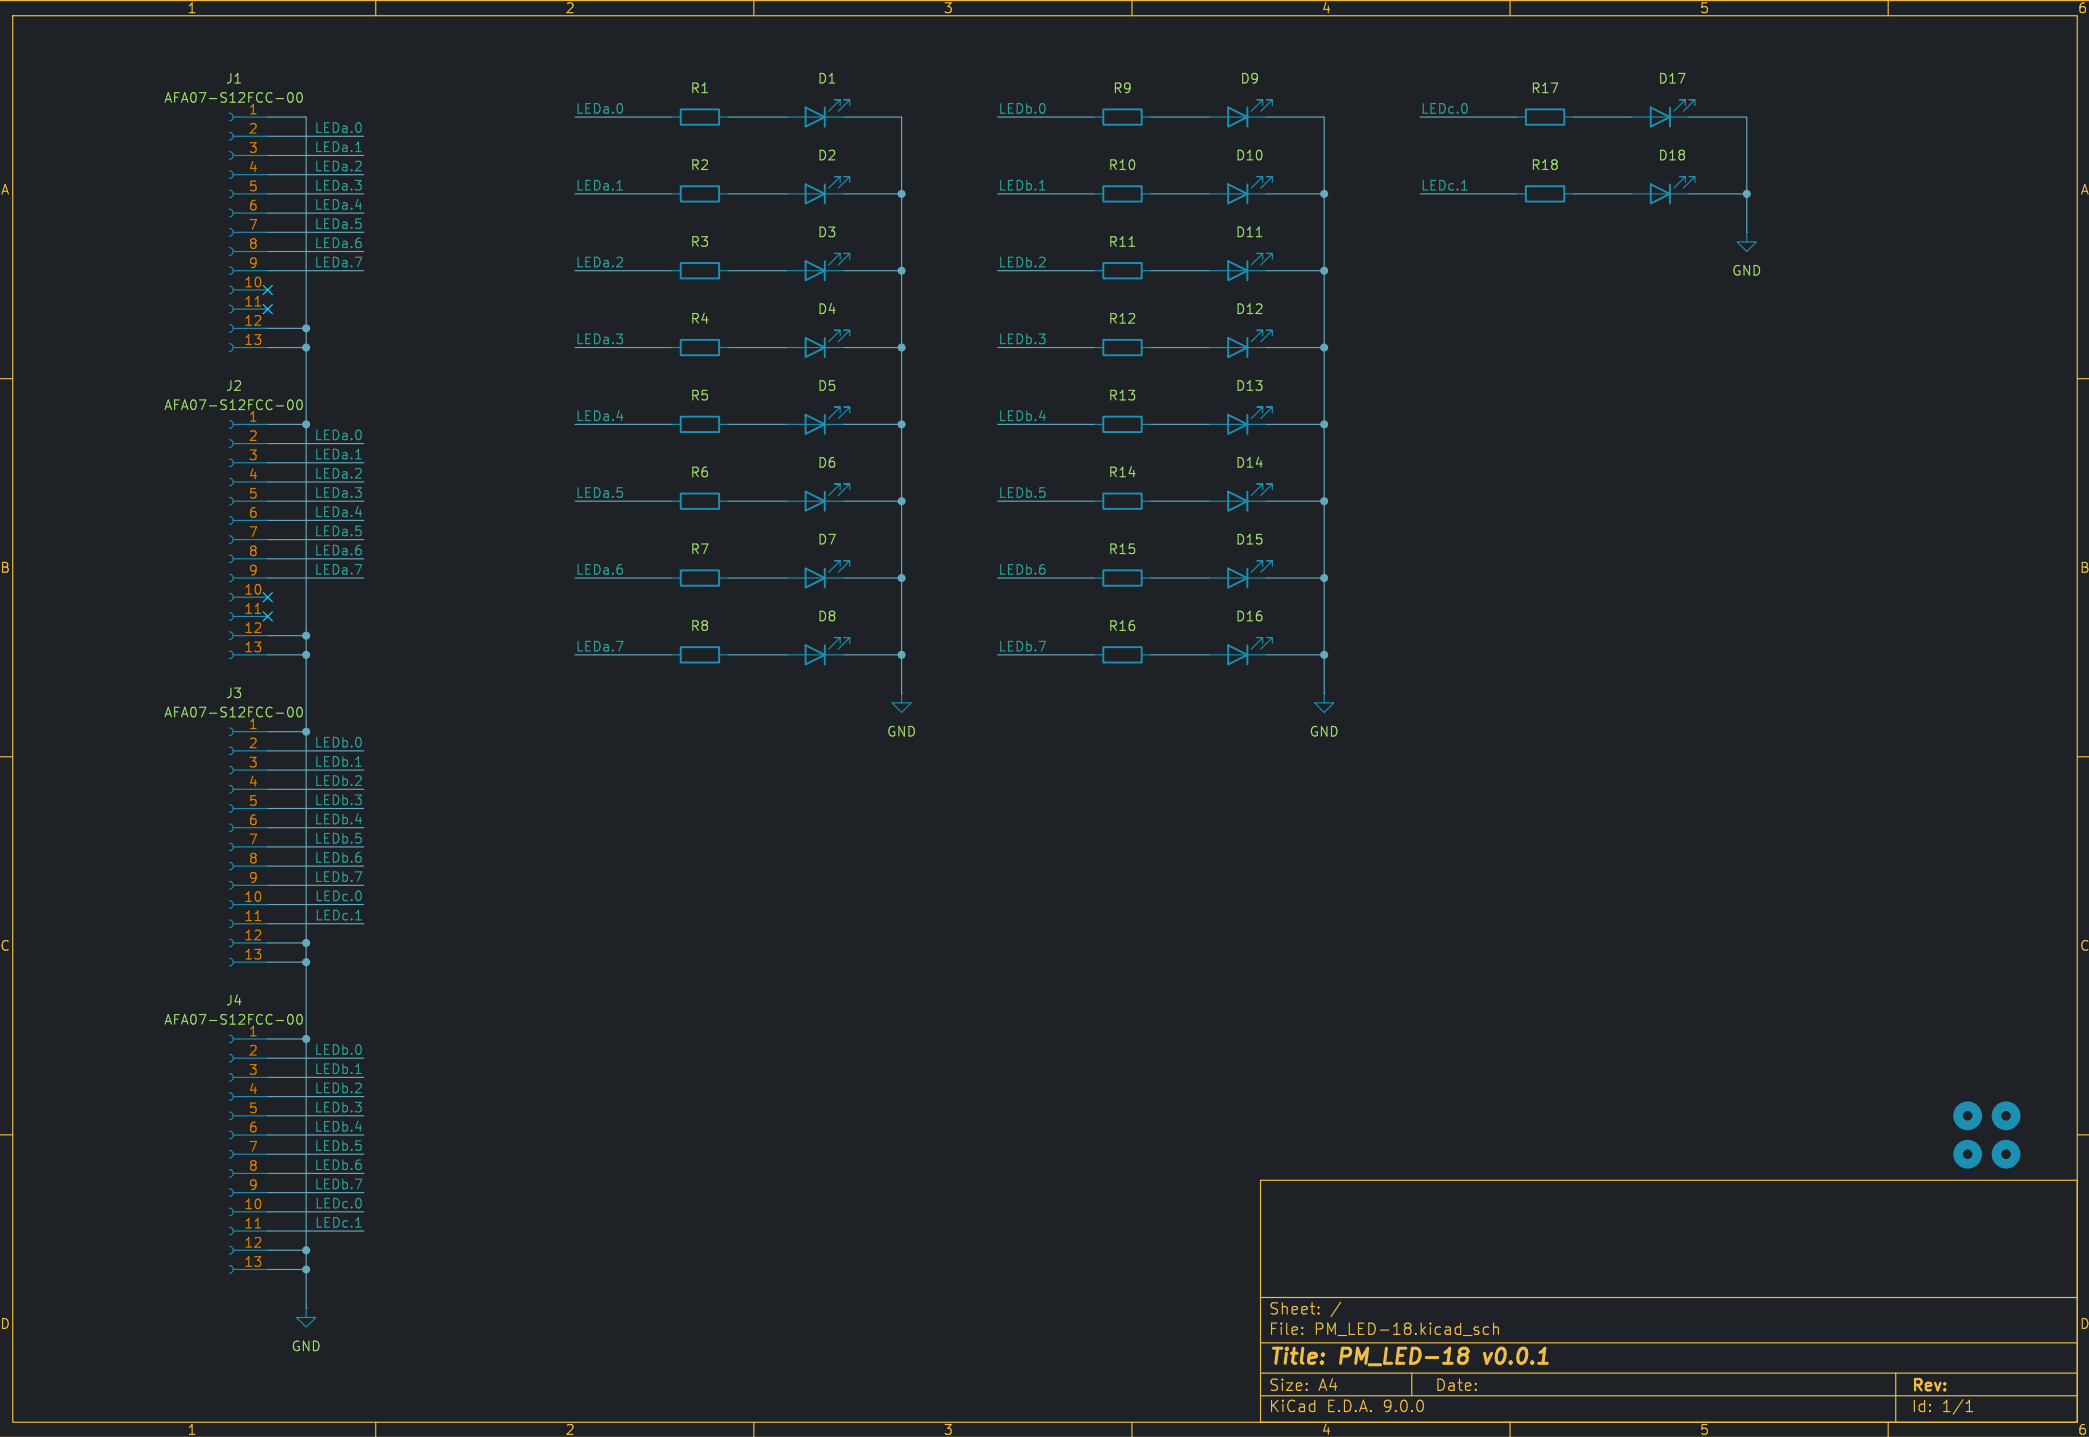 1 2 3 4 5 6
A
B
C
D
A
B
C
D
J1
AFA07-S12FCC-00
1
2 LEDa.0
3 LEDa.1
4 LEDa.2
5 LEDa.3
6 LEDa.4
7 LEDa.5
8 LEDa.6
9 LEDa.7
10
11
12
13
J2
AFA07-S12FCC-00
1
2 LEDa.0
3 LEDa.1
4 LEDa.2
5 LEDa.3
6 LEDa.4
7 LEDa.5
8 LEDa.6
9 LEDa.7
10
11
12
13
J3
AFA07-S12FCC-00
1
2 LEDb.0
3 LEDb.1
4 LEDb.2
5 LEDb.3
6 LEDb.4
7 LEDb.5
8 LEDb.6
9 LEDb.7
10 LEDc.0
11 LEDc.1
12
13
J4
AFA07-S12FCC-00
1
2 LEDb.0
3 LEDb.1
4 LEDb.2
5 LEDb.3
6 LEDb.4
7 LEDb.5
8 LEDb.6
9 LEDb.7
10 LEDc.0
11 LEDc.1
12
13
GND
LEDa.0 R1 D1
LEDa.1 R2 D2
LEDa.2 R3 D3
LEDa.3 R4 D4
LEDa.4 R5 D5
LEDa.5 R6 D6
LEDa.6 R7 D7
LEDa.7 R8 D8
GND
LEDb.0 R9 D9
LEDb.1 R10 D10
LEDb.2 R11 D11
LEDb.3 R12 D12
LEDb.4 R13 D13
LEDb.5 R14 D14
LEDb.6 R15 D15
LEDb.7 R16 D16
GND
LEDc.0 R17 D17
LEDc.1 R18 D18
GND
Sheet: /
File: PM_LED-18.kicad_sch
Title: PM_LED-18 v0.0.1
Size: A4 Date: Rev:
KiCad E.D.A. 9.0.0 Id: 1/1
1 2 3 4 5 6